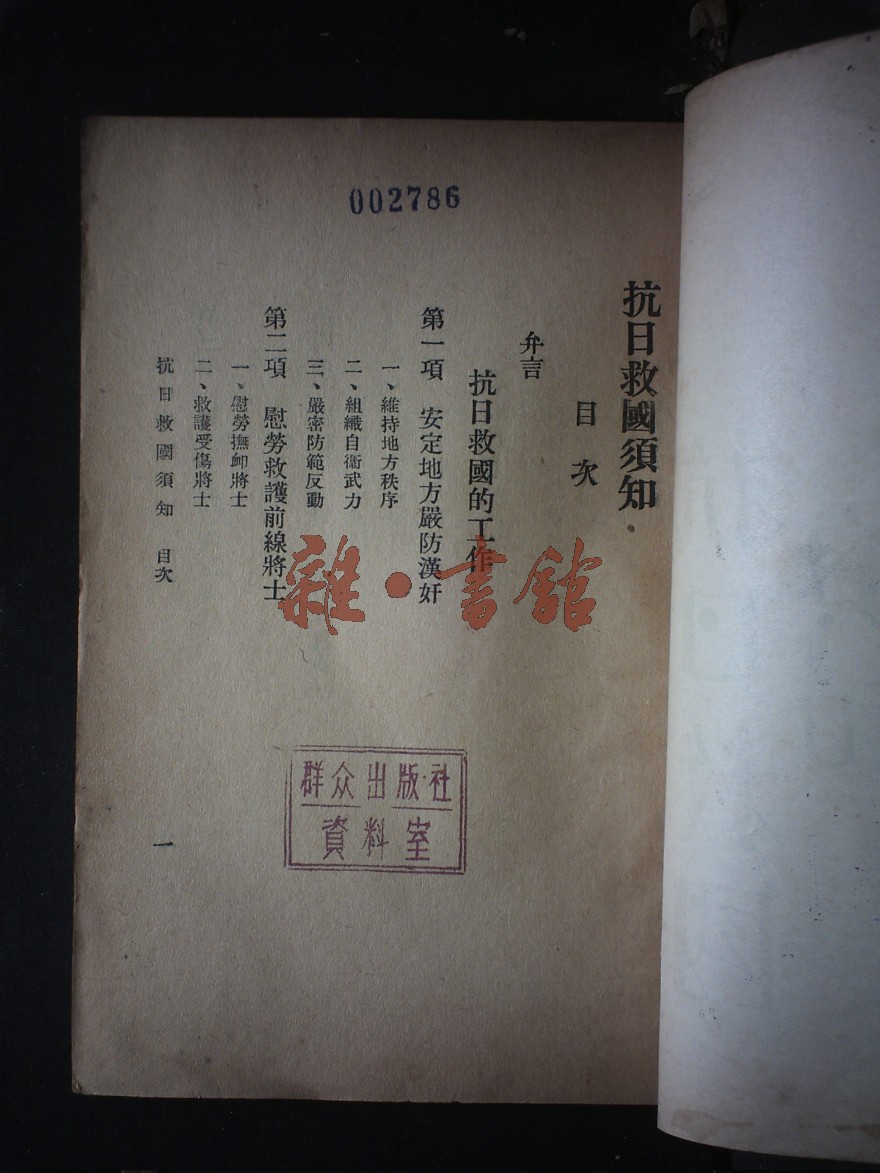 002786
抗日救國須知
目次
弁言
抗日救國的工作
第一項 安定地方嚴防漢奸
一、維持地方秩序
二、組織自衞武力
三、嚴密防範反動
第二項 慰勞救護前線將士
一、慰勞撫卹將士
二、救護受傷將士
抗日救國須知 目次
一
雜·書館
群众出版社
資料室